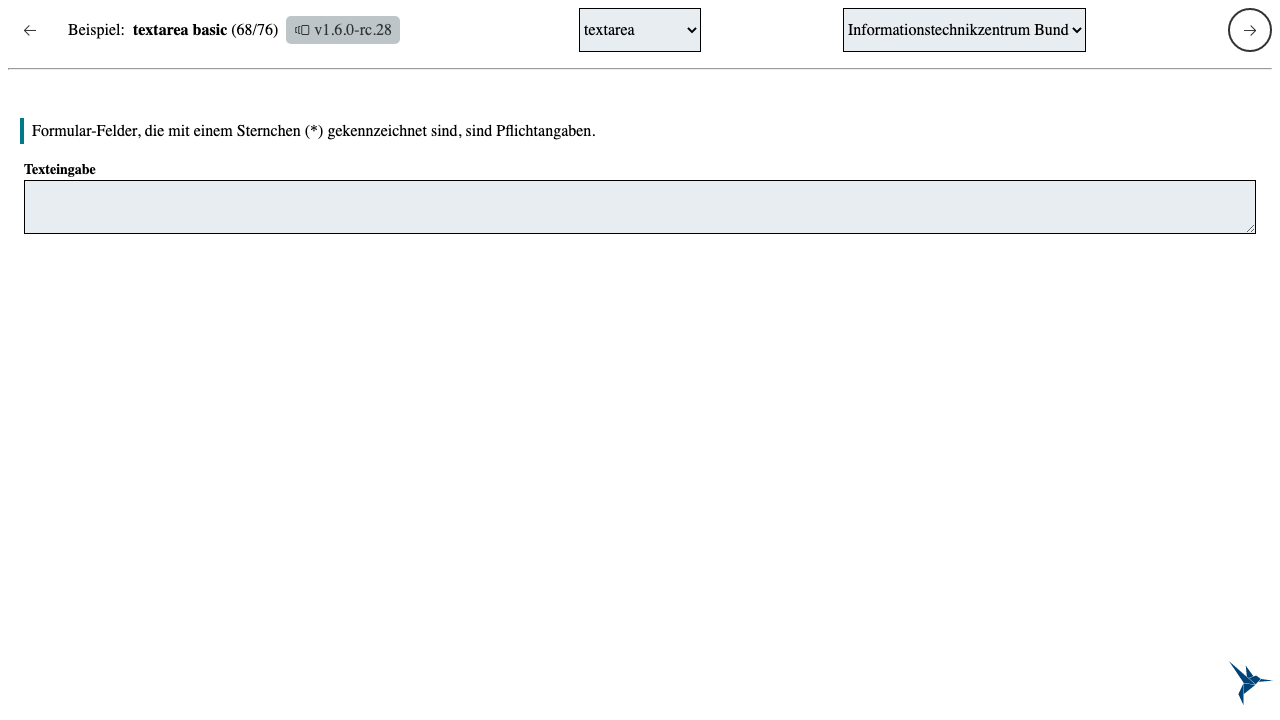 Beispiel: textarea basic (68/76) v1.6.0-rc.28 textarea Informationstechnikzentrum Bund
Formular-Felder, die mit einem Sternchen (*) gekennzeichnet sind, sind Pflichtangaben.
Texteingabe